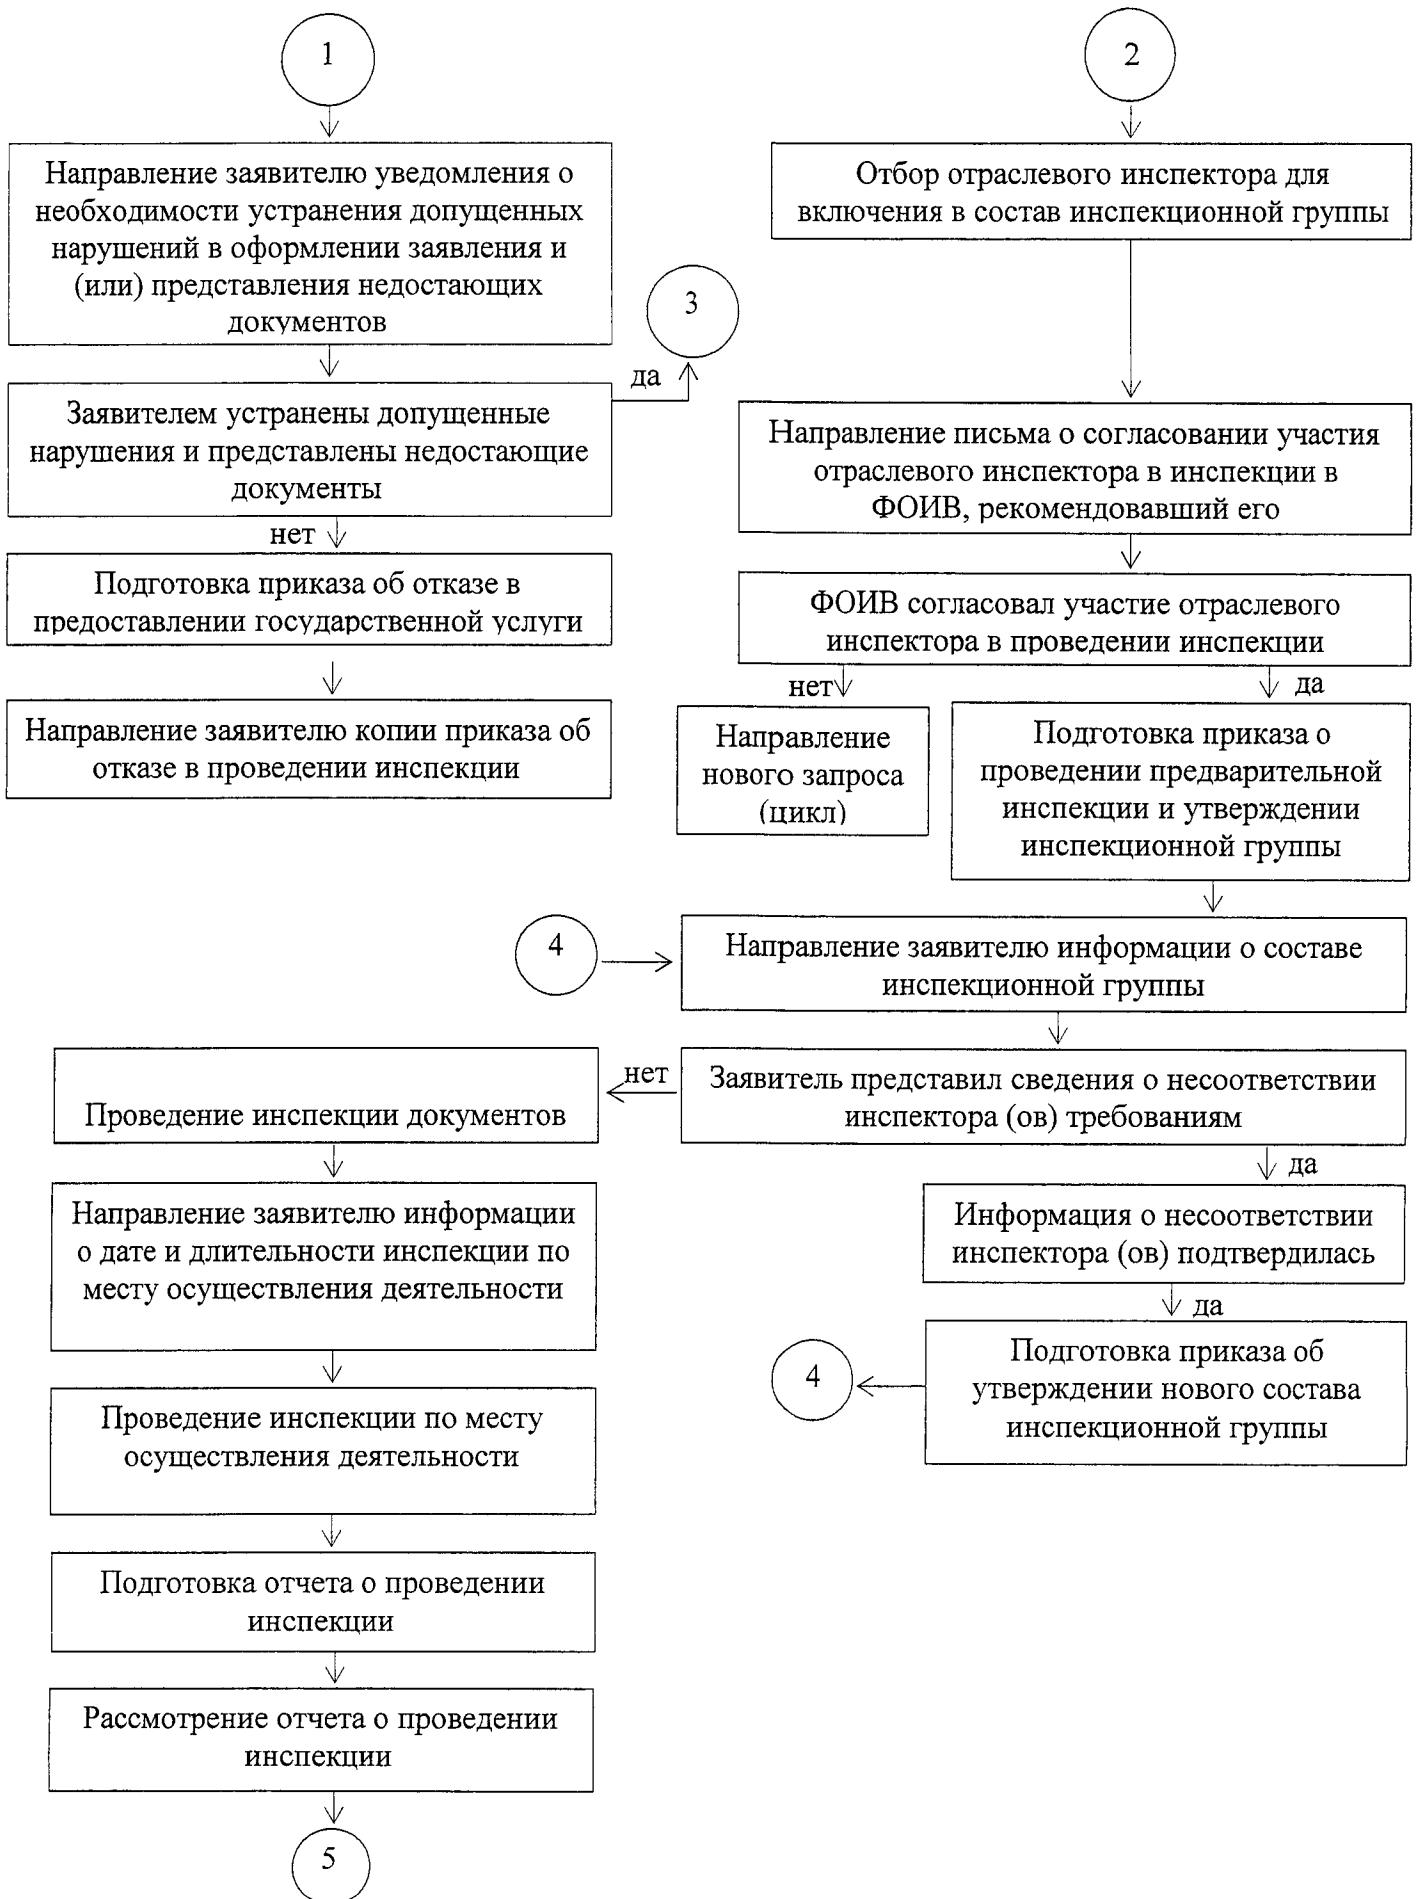 1
Направление заявителю уведомления о
необходимости устранения допущенных
нарушений в оформлении заявления и
(или) представления недостающих
документов
3
да
Заявителем устранены допущенные
нарушения и представлены недостающие
документы
нет
Подготовка приказа об отказе в
предоставлении государственной услуги
Направление заявителю копии приказа об
отказе в проведении инспекции
2
Отбор отраслевого инспектора для
включения в состав инспекционной группы
Направление письма о согласовании участия
отраслевого инспектора в инспекции в
ФОИВ, рекомендовавший его
ФОИВ согласовал участие отраслевого
инспектора в проведении инспекции
нет
да
Направление
нового запроса
(цикл)
Подготовка приказа о
проведении предварительной
инспекции и утверждении
инспекционной группы
4
Направление заявителю информации о составе
инспекционной группы
Заявитель представил сведения о несоответствии
инспектора (ов) требованиям
нет
да
Информация о несоответствии
инспектора (ов) подтвердилась
да
Подготовка приказа об
утверждении нового состава
инспекционной группы
4
Проведение инспекции документов
Направление заявителю информации
о дате и длительности инспекции по
месту осуществления деятельности
Проведение инспекции по месту
осуществления деятельности
Подготовка отчета о проведении
инспекции
Рассмотрение отчета о проведении
инспекции
5